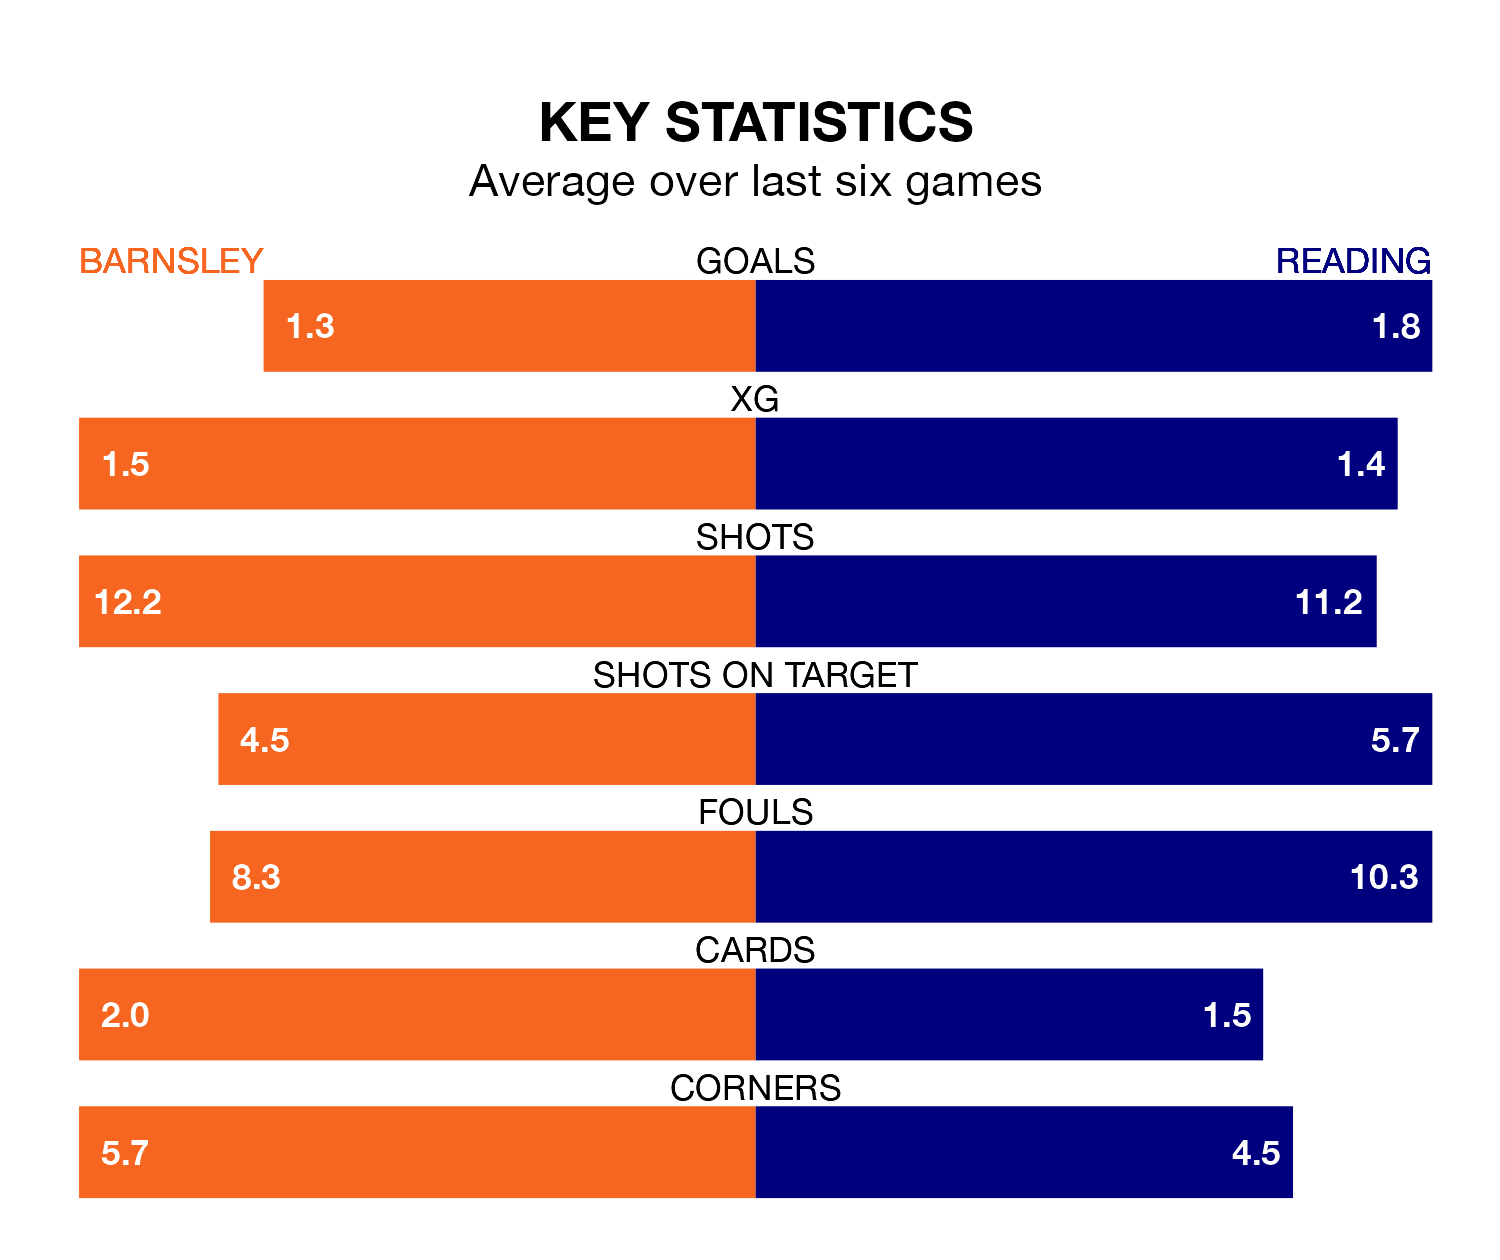 KEY STATISTICS
Average over last six games
BARNSLEY GOALS READING
1.3 1.8
XG
1.5 1.4
SHOTS
12.2 11.2
SHOTS ON TARGET
4.5 5.7
FOULS
8.3 10.3
CARDS
2.0 1.5
CORNERS
5.7 4.5